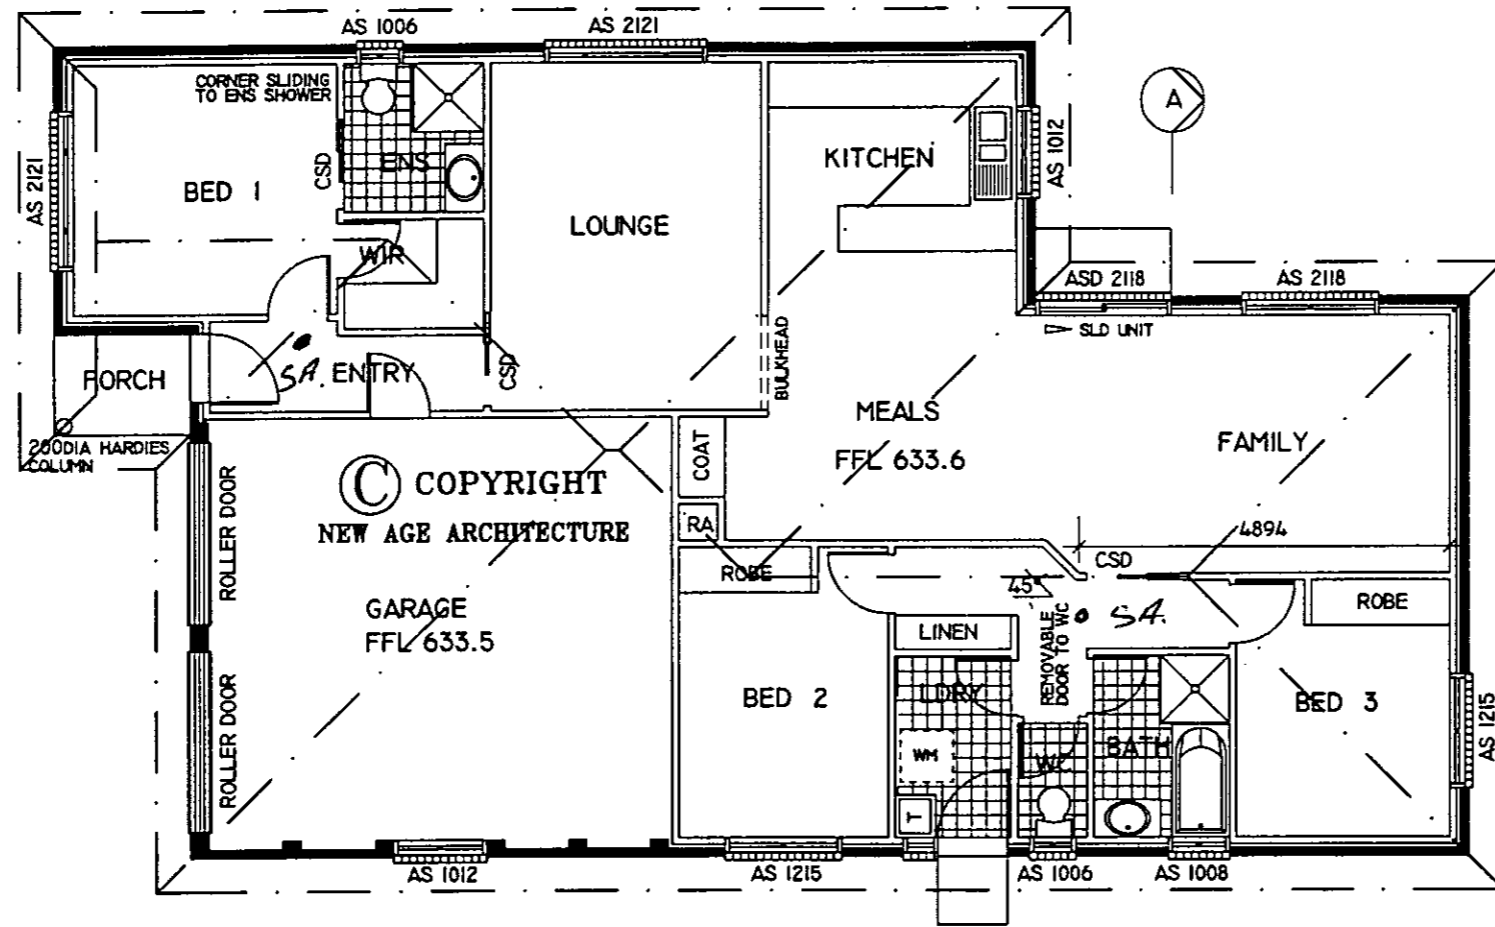 AS 1006
AS 2121
CORNER SLIDING
TO ENS SHOWER
A
AS 2121
BED 1
CSD
ENS
LOUNGE
KITCHEN
AS 1012
WIR
ASD 2118
AS 2118
SLD UNIT
PORCH
S.A.
ENTRY
CSD
BULKHEAD
MEALS
FFL 633.6
FAMILY
200DIA HARDIES
COLUMN
ROLLER DOOR
C COPYRIGHT
NEW AGE ARCHITECTURE
COAT
RA
4894
CSD
ROBE
45°
ROBE
GARAGE
FFL 633.5
LINEN
REMOVABLE
DOOR TO WC
S.A.
ROLLER DOOR
BED 2
LDRY
WM
T
WC
BATH
BED 3
AS 1215
AS 1012
AS 1215
AS 1006
AS 1008